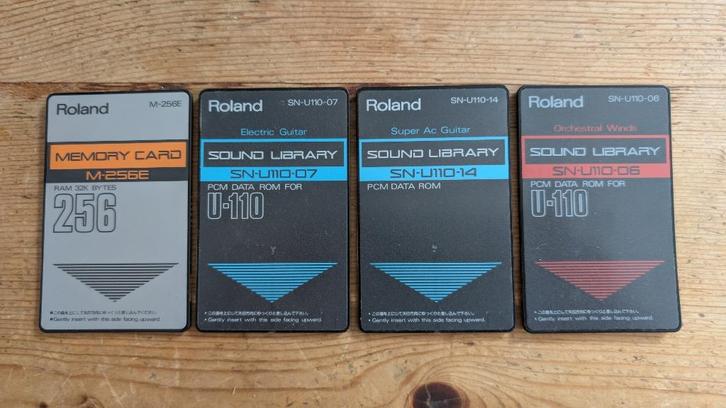 Roland M-256E
MEMORY CARD
M-256E
RAM 32K BYTES
256
Gently insert with this side facing upward.
Roland SN-U110-07
Electric Guitar
SOUND LIBRARY
SN-U110-07
PCM DATA ROM FOR
U-110
Gently insert with this side facing upward.
Roland SN-U110-14
Super Ac Guitar
SOUND LIBRARY
SN-U110-14
PCM DATA ROM
Gently insert with this side facing upward.
Roland SN-U110-06
Orchestral Winds
SOUND LIBRARY
SN-U110-06
PCM DATA ROM FOR
U-110
Gently insert with this side facing upward.